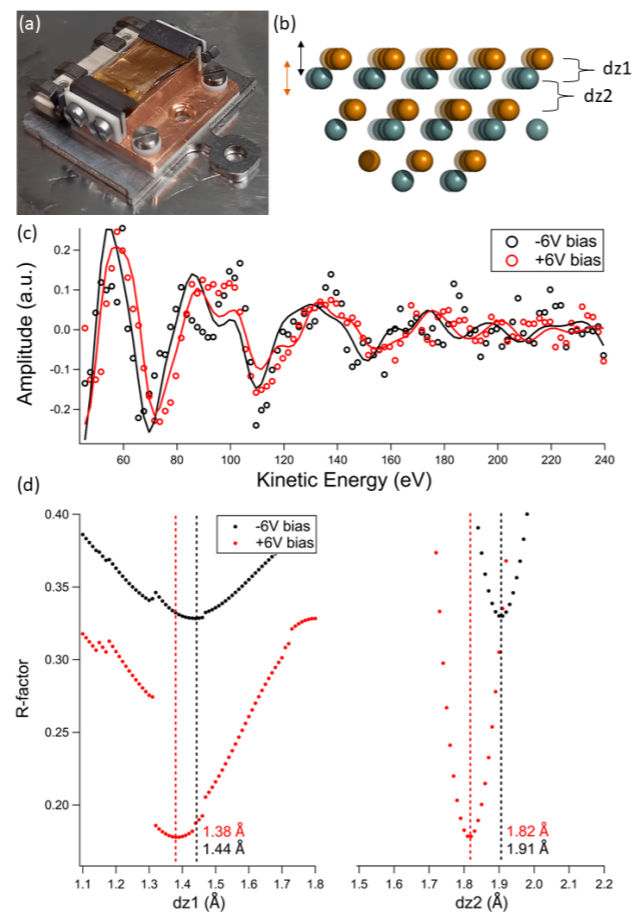 (a)
(b)
dz1
dz2
(c)
Amplitude (a.u.)
0.2
0.1
0.0
-0.1
-0.2
-6V bias
+6V bias
60 80 100 120 140 160 180 200 220 240
Kinetic Energy (eV)
(d)
R-factor
0.40
0.35
0.30
0.25
0.20
-6V bias
+6V bias
1.38 Å
1.44 Å
1.82 Å
1.91 Å
1.1 1.2 1.3 1.4 1.5 1.6 1.7 1.8
dz1 (Å)
1.5 1.6 1.7 1.8 1.9 2.0 2.1 2.2
dz2 (Å)